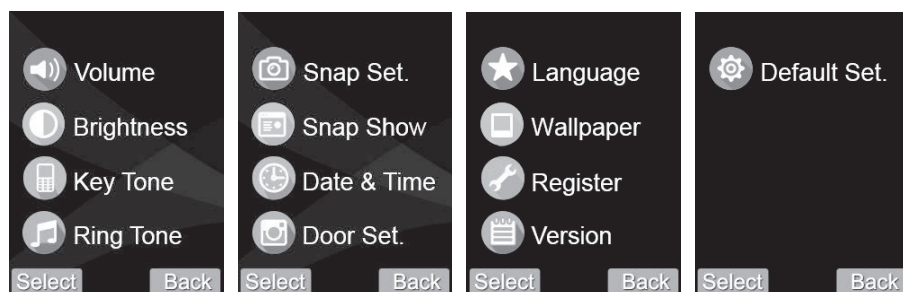 Volume
Brightness
Key Tone
Ring Tone
Select Back
Snap Set.
Snap Show
Date & Time
Door Set.
Select Back
Language
Wallpaper
Register
Version
Select Back
Default Set.
Select Back